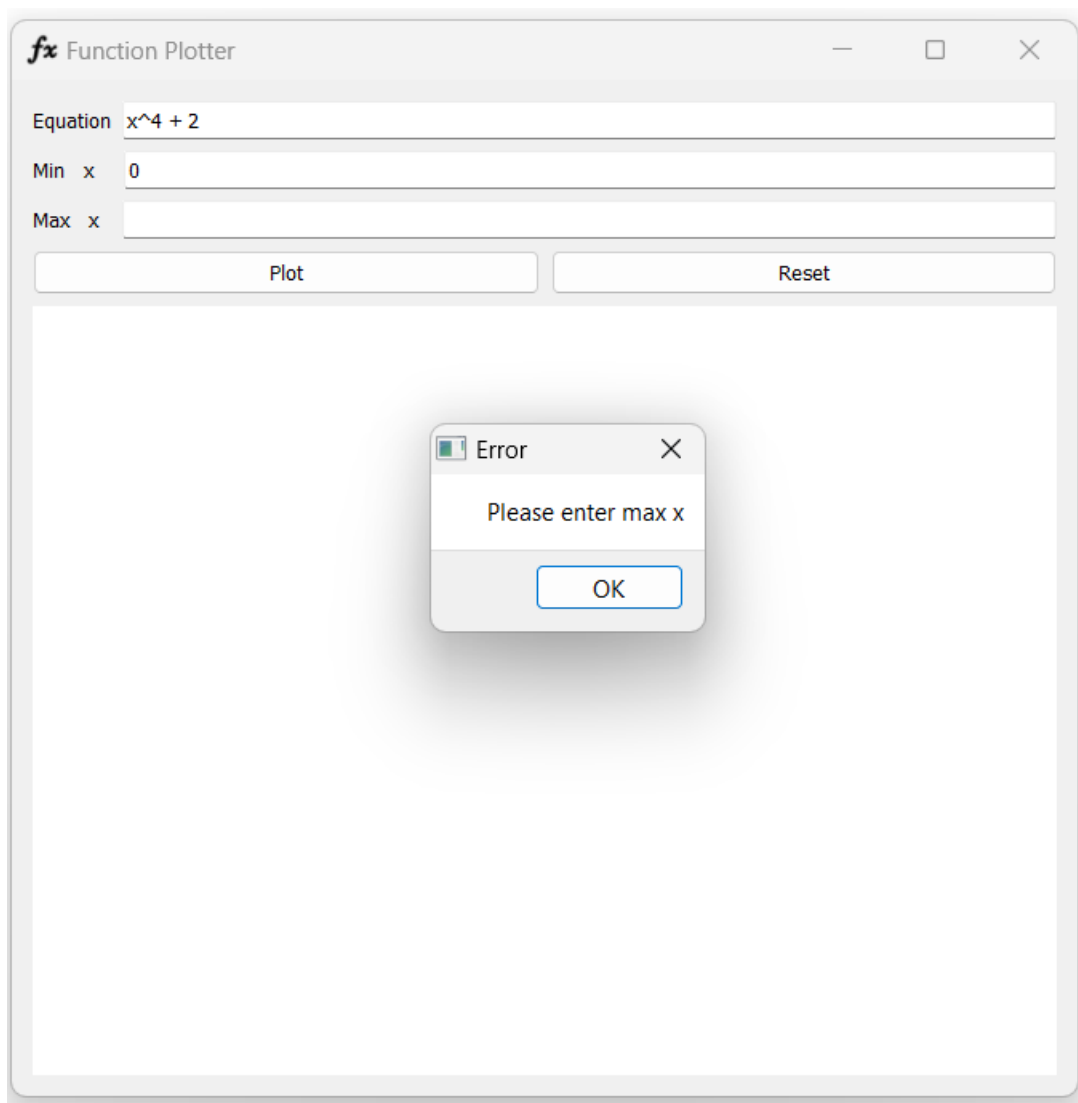 fx Function Plotter
Equation x^4 + 2
Min x 0
Max x
Plot Reset
Error
Please enter max x
OK